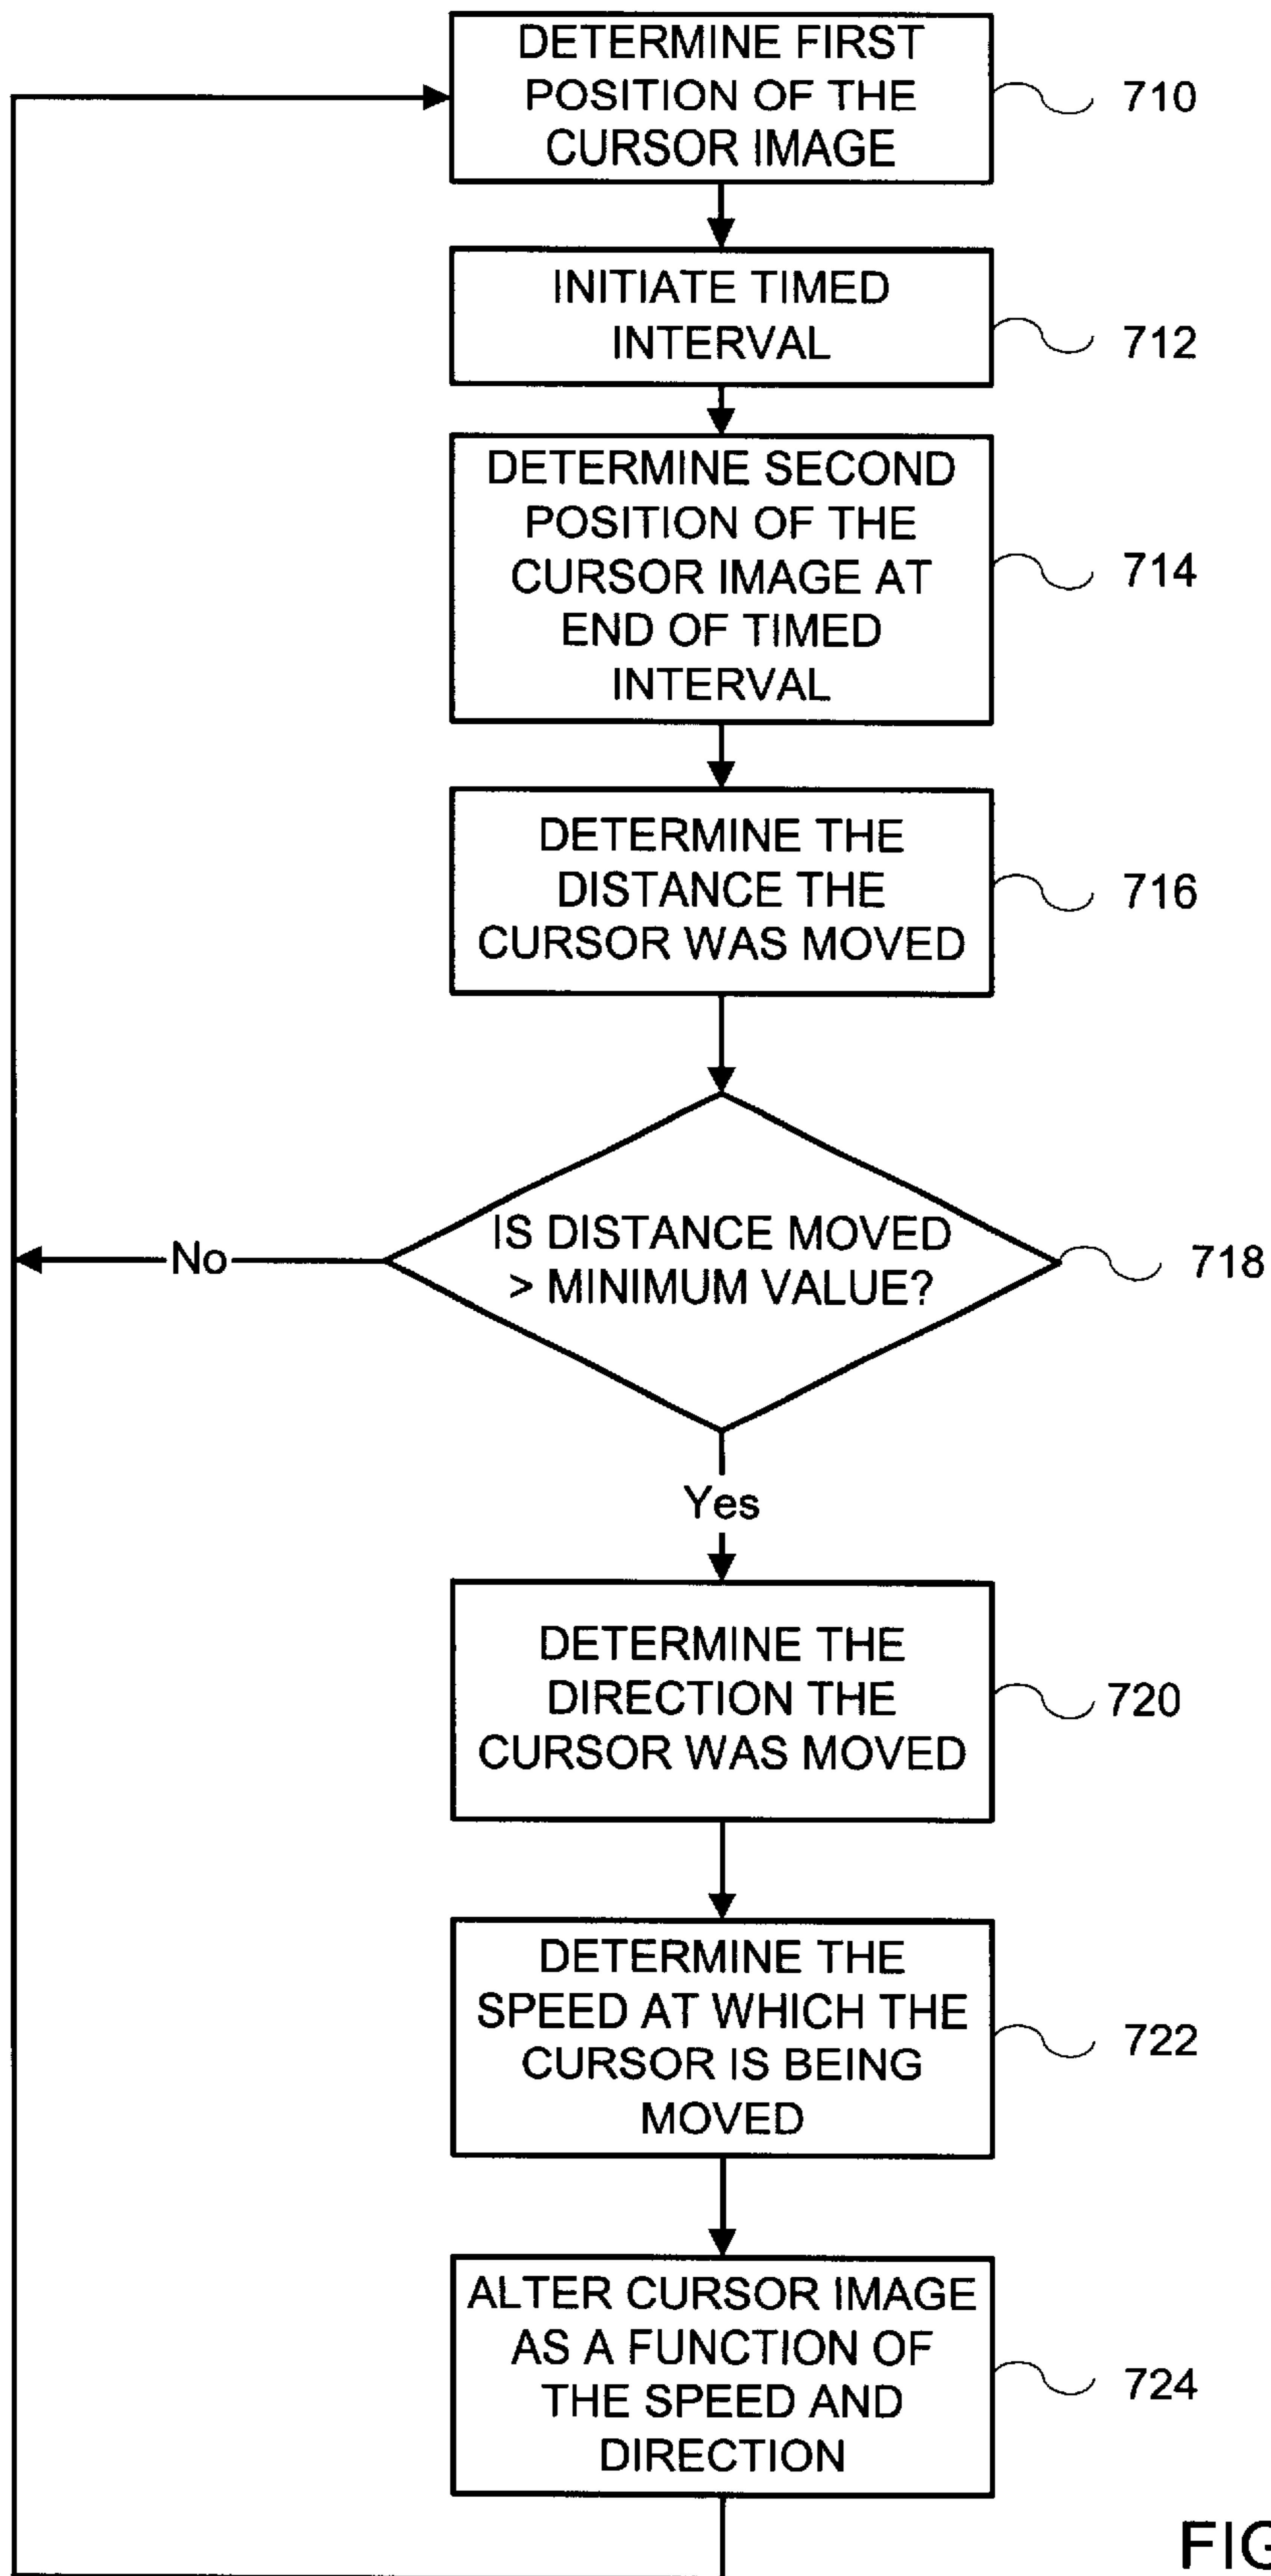 DETERMINE FIRST
POSITION OF THE
CURSOR IMAGE
710
INITIATE TIMED
INTERVAL
712
DETERMINE SECOND
POSITION OF THE
CURSOR IMAGE AT
END OF TIMED
INTERVAL
714
DETERMINE THE
DISTANCE THE
CURSOR WAS MOVED
716
IS DISTANCE MOVED
> MINIMUM VALUE?
718
No
Yes
DETERMINE THE
DIRECTION THE
CURSOR WAS MOVED
720
DETERMINE THE
SPEED AT WHICH THE
CURSOR IS BEING
MOVED
722
ALTER CURSOR IMAGE
AS A FUNCTION OF
THE SPEED AND
DIRECTION
724
FIG